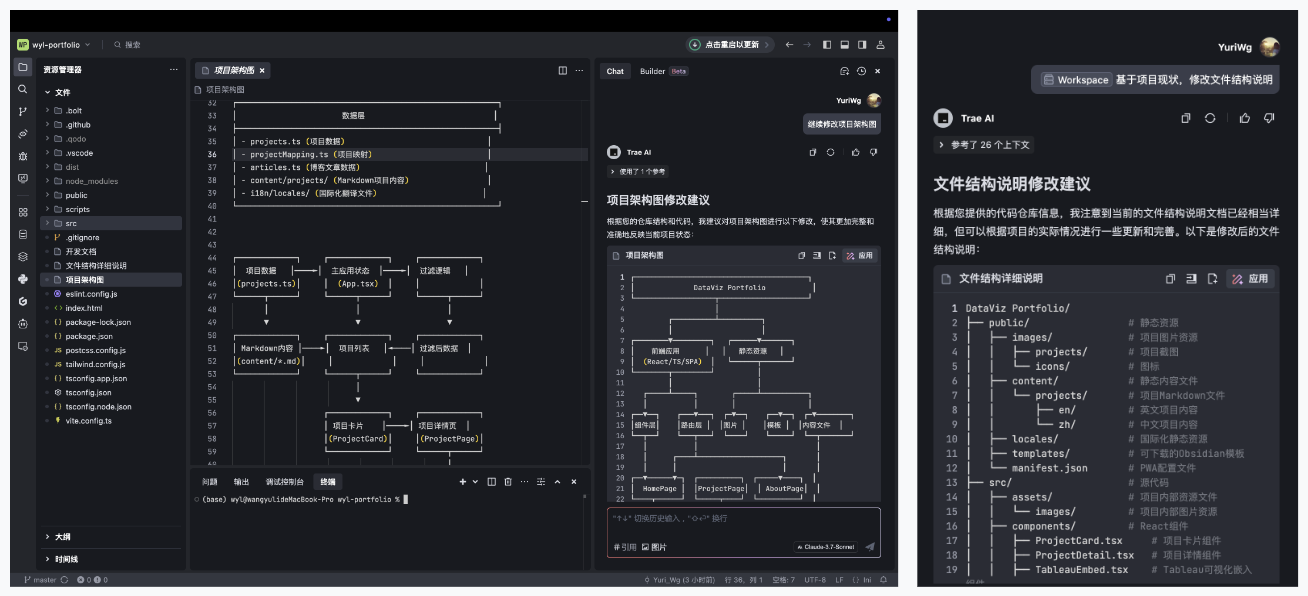 WP wyl-portfolio
搜索
点击重启以更新
资源管理器
文件
.bolt
.github
.qodo
.vscode
dist
node_modules
public
scripts
src
.gitignore
开发文档
文件结构详细说明
项目架构图
eslint.config.js
index.html
package-lock.json
package.json
postcss.config.js
tailwind.config.js
tsconfig.app.json
tsconfig.json
tsconfig.node.json
vite.config.ts
大纲
时间线
项目架构图
项目架构图
32
33 数据层
34
35 - projects.ts (项目数据)
36 - projectMapping.ts (项目映射)
37 - articles.ts (博客文章数据)
38 - content/projects/ (Markdown项目内容)
39 - i18n/locales/ (国际化翻译文件)
40
41
42
43
44
45 项目数据 主应用状态 过滤逻辑
46 (projects.ts) (App.tsx)
47
48
49
50
51 Markdown内容 项目列表 过滤后数据
52 (content/*.md)
53
54
55
56
57 项目卡片 项目详情页
58 (ProjectCard) (ProjectPage)
59
问题 输出 调试控制台 终端
(base) wyl@wangyulideMacBook-Pro wyl-portfolio %
Chat Builder Beta
YuriWg
继续修改项目架构图
Trae AI
使用了 1 个参考
项目架构图修改建议
根据您的仓库结构和代码，我建议对项目架构图进行以下修改，使其更加完整和
准确地反映当前项目状态：
项目架构图 应用
1
2 DataViz Portfolio
3
4
5
6
7
8 前端应用 静态资源
9 (React/TS/SPA)
10
11
12
13
14
15 组件层 路由层 图片 模板 内容文件
16
17
18
19
20
21 HomePage ProjectPage AboutPage
22
"↑↓" 切换历史输入，"⇧⏎" 换行
# 引用 图片
Claude-3.7-Sonnet
master 0 0
Yuri_Wg (3 小时前) 行 36，列 1 空格: 7 UTF-8 LF Ini
YuriWg
Workspace 基于项目现状，修改文件结构说明
Trae AI
参考了 26 个上下文
文件结构说明修改建议
根据您提供的代码仓库信息，我注意到当前的文件结构说明文档已经相当详
细，但可以根据项目的实际情况进行一些更新和完善。以下是修改后的文件
结构说明：
文件结构详细说明 应用
1 DataViz Portfolio/
2 ├── public/ # 静态资源
3 │ ├── images/ # 项目图片资源
4 │ │ ├── projects/ # 项目截图
5 │ │ └── icons/ # 图标
6 │ ├── content/ # 静态内容文件
7 │ │ └── projects/ # 项目Markdown文件
8 │ │ ├── en/ # 英文项目内容
9 │ │ └── zh/ # 中文项目内容
10 │ ├── locales/ # 国际化静态资源
11 │ ├── templates/ # 可下载的Obsidian模板
12 │ └── manifest.json # PWA配置文件
13 ├── src/ # 源代码
14 │ ├── assets/ # 项目内部资源文件
15 │ │ └── images/ # 项目内部图片资源
16 │ ├── components/ # React组件
17 │ │ ├── ProjectCard.tsx # 项目卡片组件
18 │ │ ├── ProjectDetail.tsx # 项目详情组件
19 │ │ ├── TableauEmbed.tsx # Tableau可视化嵌入